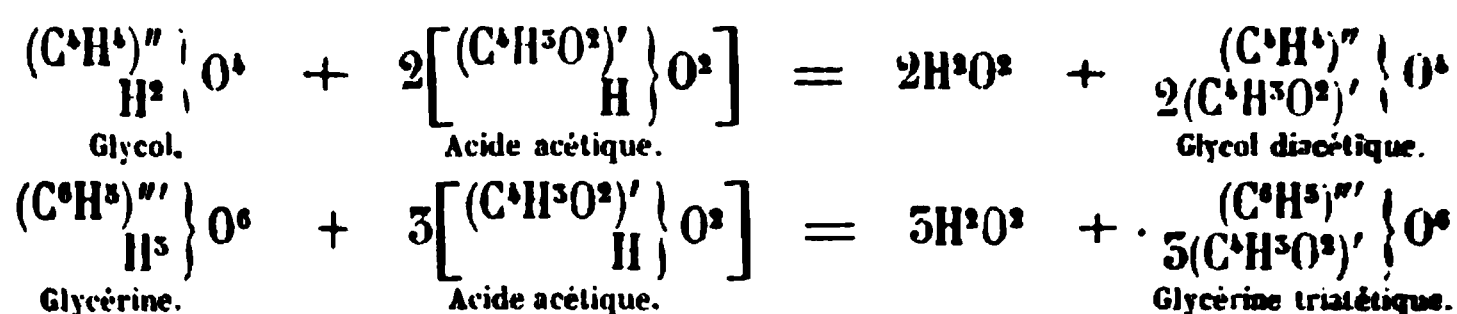 (C⁴H⁴)″ / H² } O⁴ + 2[(C⁴H³O²)′ / H } O²] = 2H²O² + (C⁴H⁴)″ / 2(C⁴H³O²)′ } O⁴
Glycol. Acide acétique. Glycol diacétique.
(C⁶H⁵)‴ / H³ } O⁶ + 3[(C⁴H³O²)′ / H } O²] = 3H²O² + (C⁶H⁵)‴ / 3(C⁴H³O²)′ } O⁶
Glycérine. Acide acétique. Glycérine triatétique.